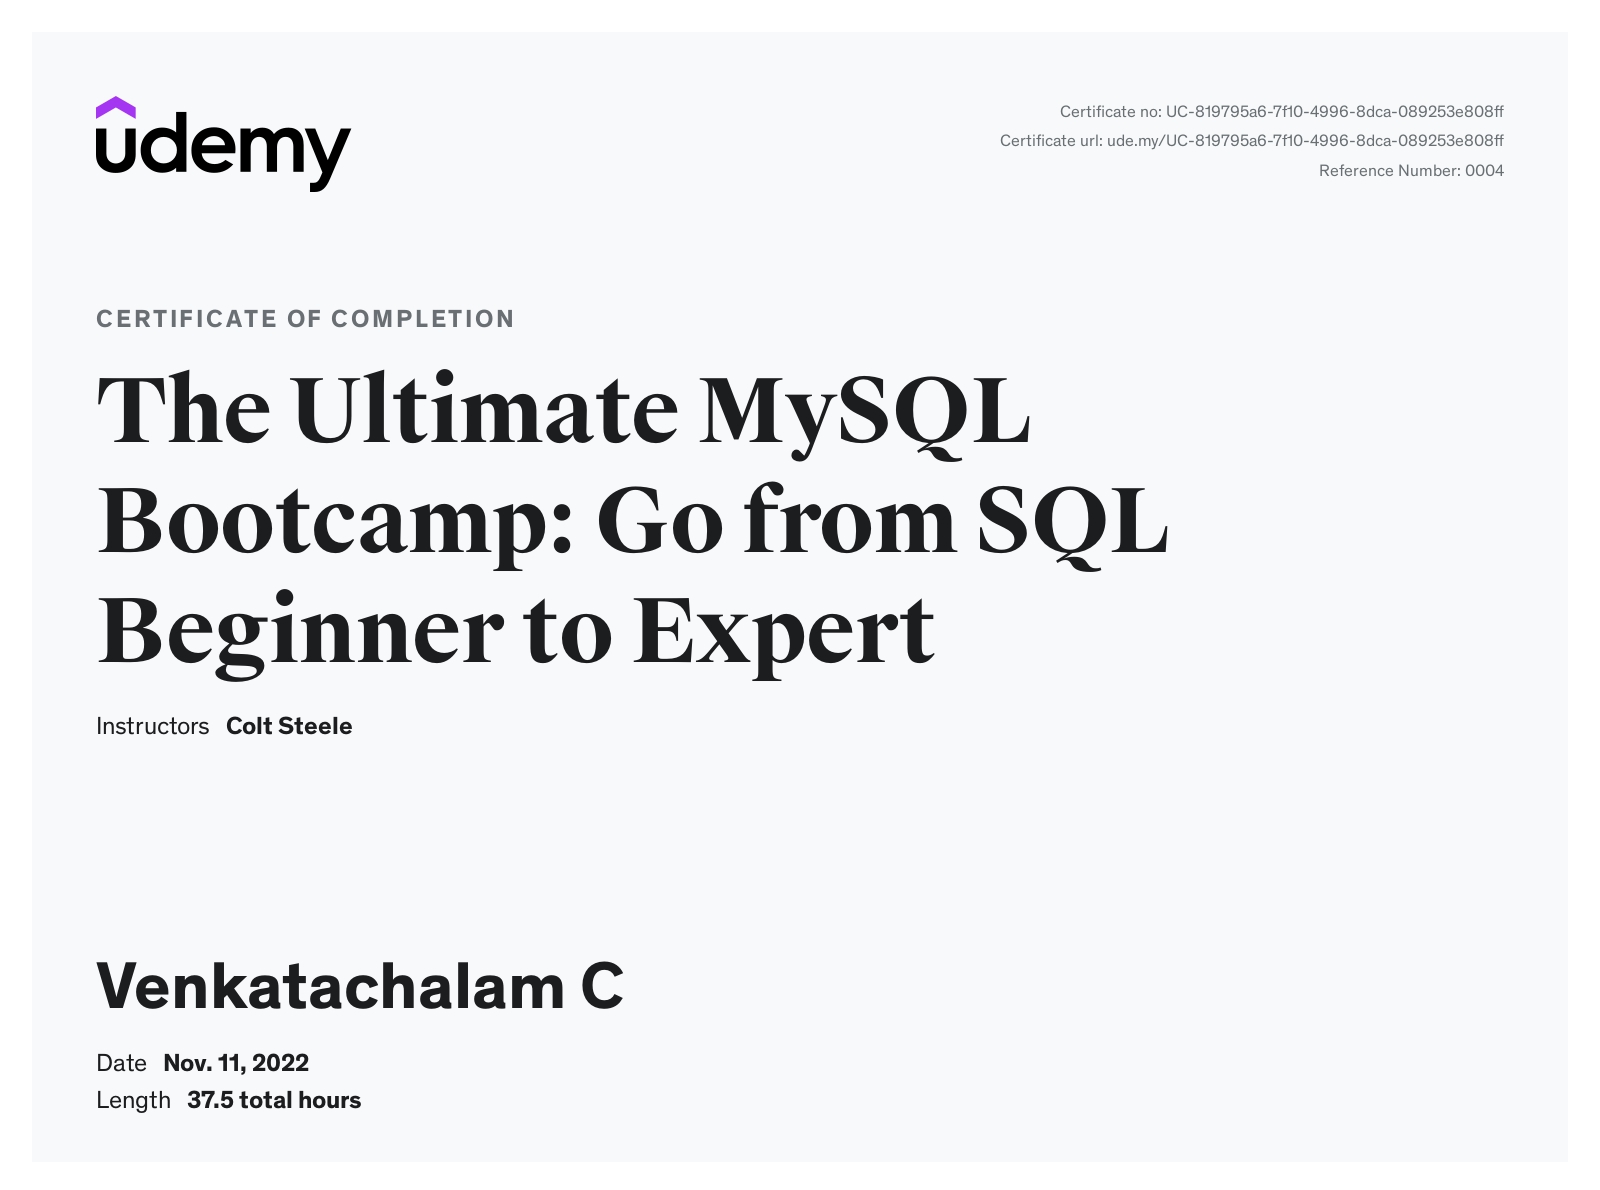 udemy
Certificate no: UC-819795a6-7f10-4996-8dca-089253e808ff
Certificate url: ude.my/UC-819795a6-7f10-4996-8dca-089253e808ff
Reference Number: 0004
CERTIFICATE OF COMPLETION
The Ultimate MySQL
Bootcamp: Go from SQL
Beginner to Expert
Instructors Colt Steele
Venkatachalam C
Date Nov. 11, 2022
Length 37.5 total hours